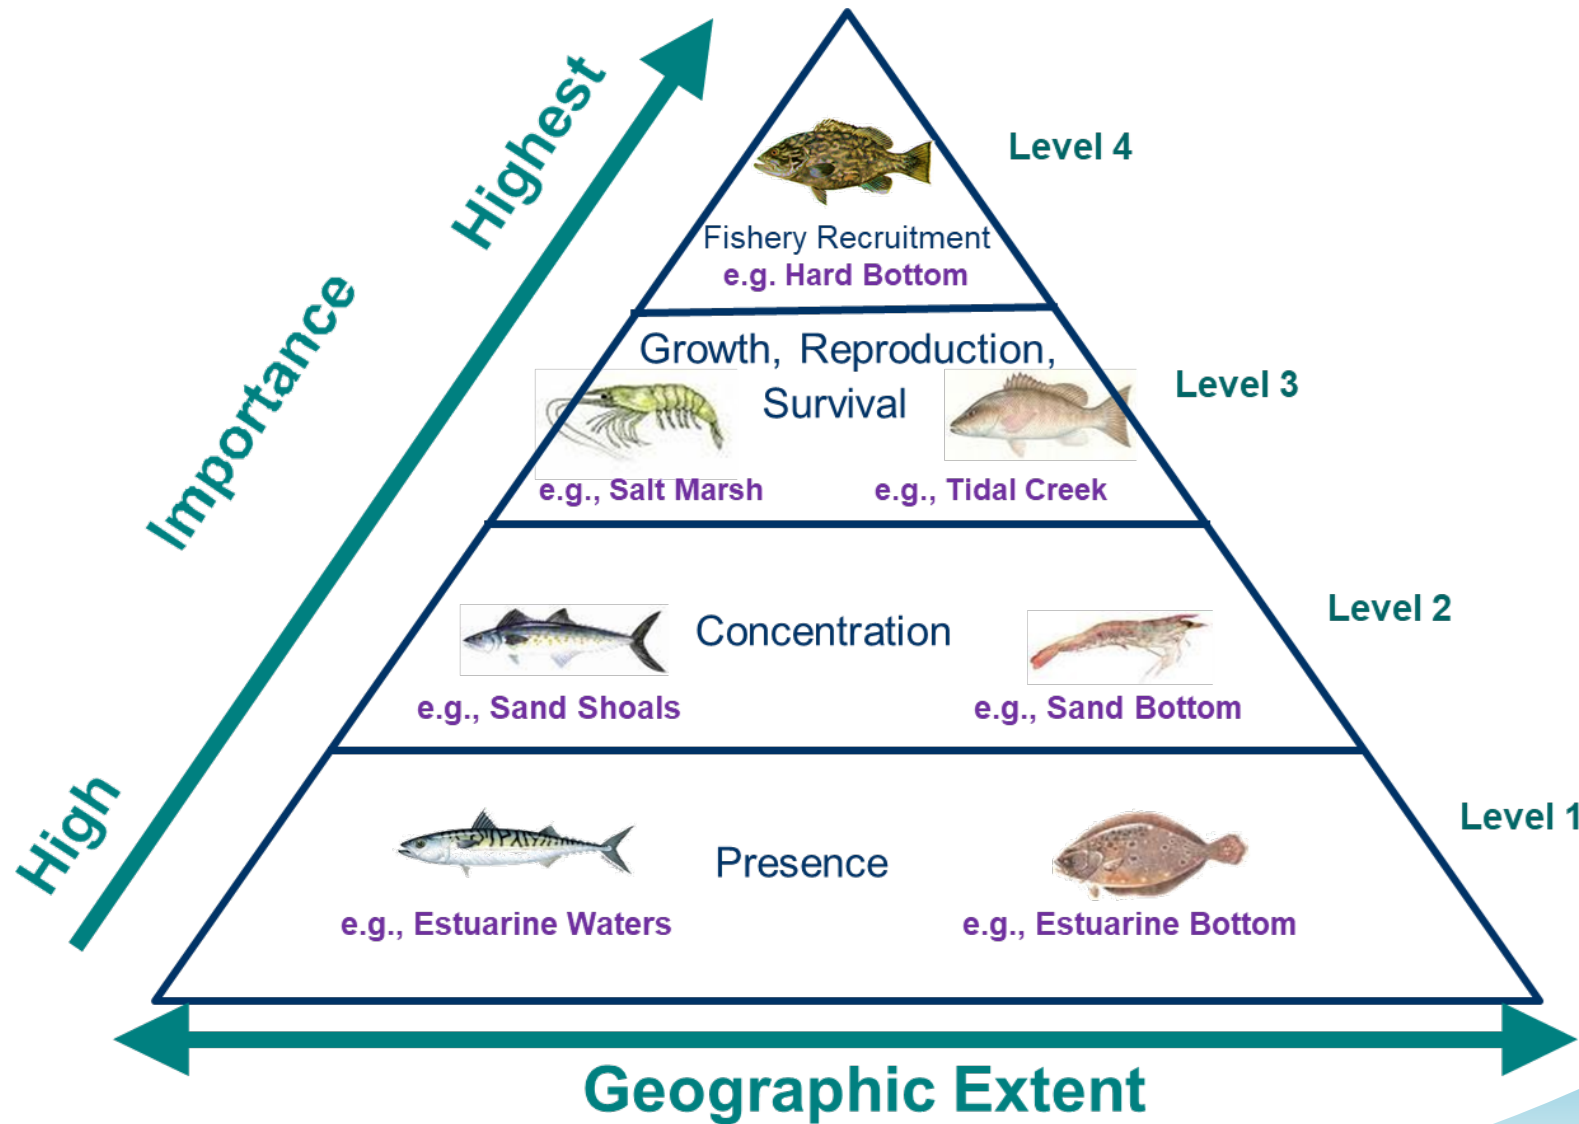 Highest
Importance
High
Level 4
Fishery Recruitment
e.g. Hard Bottom
Growth, Reproduction,
Survival
Level 3
e.g., Salt Marsh
e.g., Tidal Creek
Level 2
Concentration
e.g., Sand Shoals
e.g., Sand Bottom
Level 1
Presence
e.g., Estuarine Waters
e.g., Estuarine Bottom
Geographic Extent